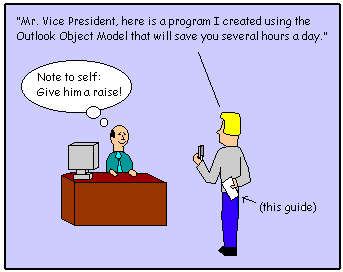 "Mr. Vice President, here is a program I created using the
Outlook Object Model that will save you several hours a day."
Note to self:
Give him a raise!
(this guide)